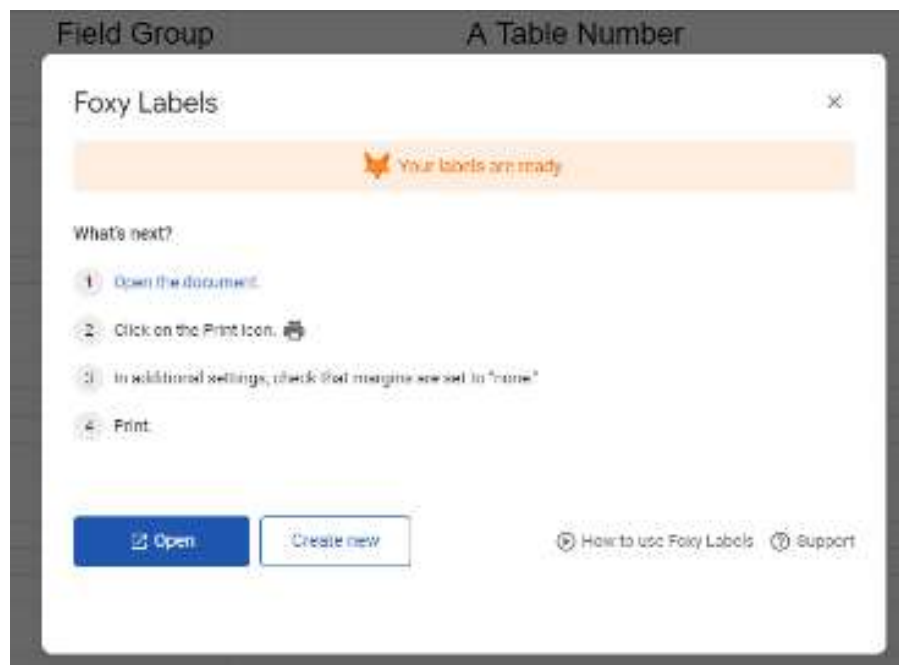 Field Group A Table Number
Foxy Labels
Your labels are ready
What's next?
1 Open the document.
2 Click on the Print icon.
3 In additional settings, check that margins are set to "none."
4 Print.
Open Create new How to use Foxy Labels Support